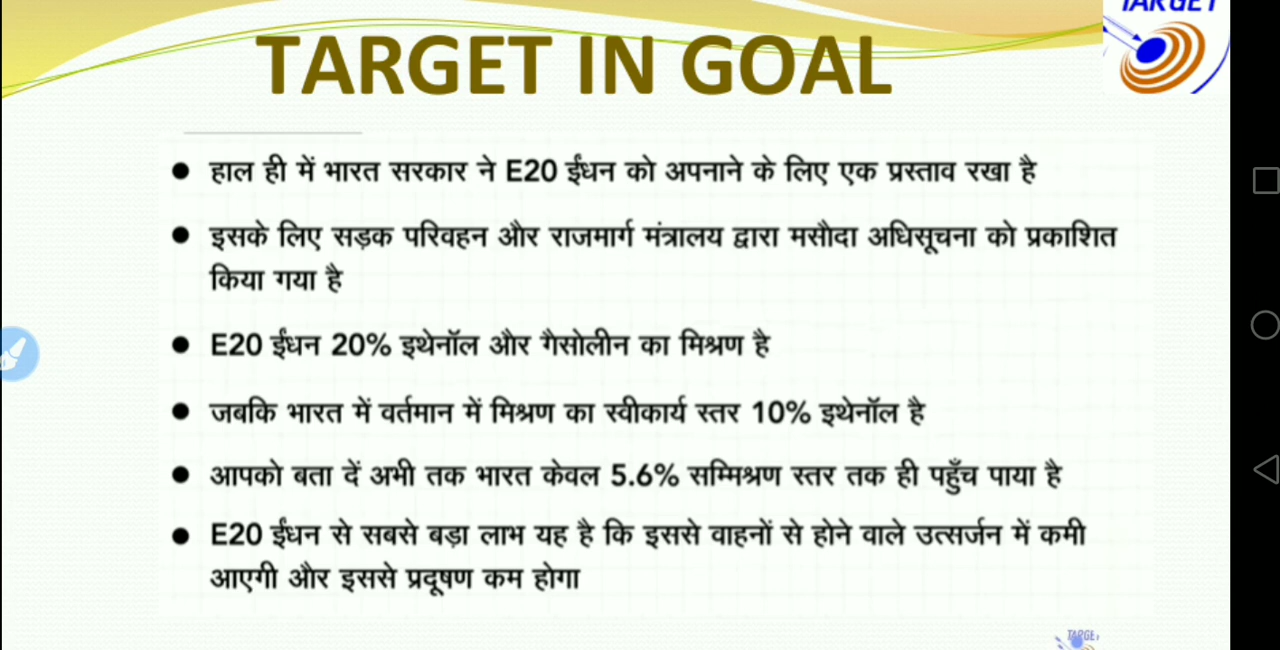 TARGET
TARGET IN GOAL
हाल ही में भारत सरकार ने E20 ईंधन को अपनाने के लिए एक प्रस्ताव रखा है
इसके लिए सड़क परिवहन और राजमार्ग मंत्रालय द्वारा मसौदा अधिसूचना को प्रकाशित
किया गया है
E20 ईंधन 20% इथेनॉल और गैसोलीन का मिश्रण है
जबकि भारत में वर्तमान में मिश्रण का स्वीकार्य स्तर 10% इथेनॉल है
आपको बता दें अभी तक भारत केवल 5.6% सम्मिश्रण स्तर तक ही पहुँच पाया है
E20 ईंधन से सबसे बड़ा लाभ यह है कि इससे वाहनों से होने वाले उत्सर्जन में कमी
आएगी और इससे प्रदूषण कम होगा
TARGET